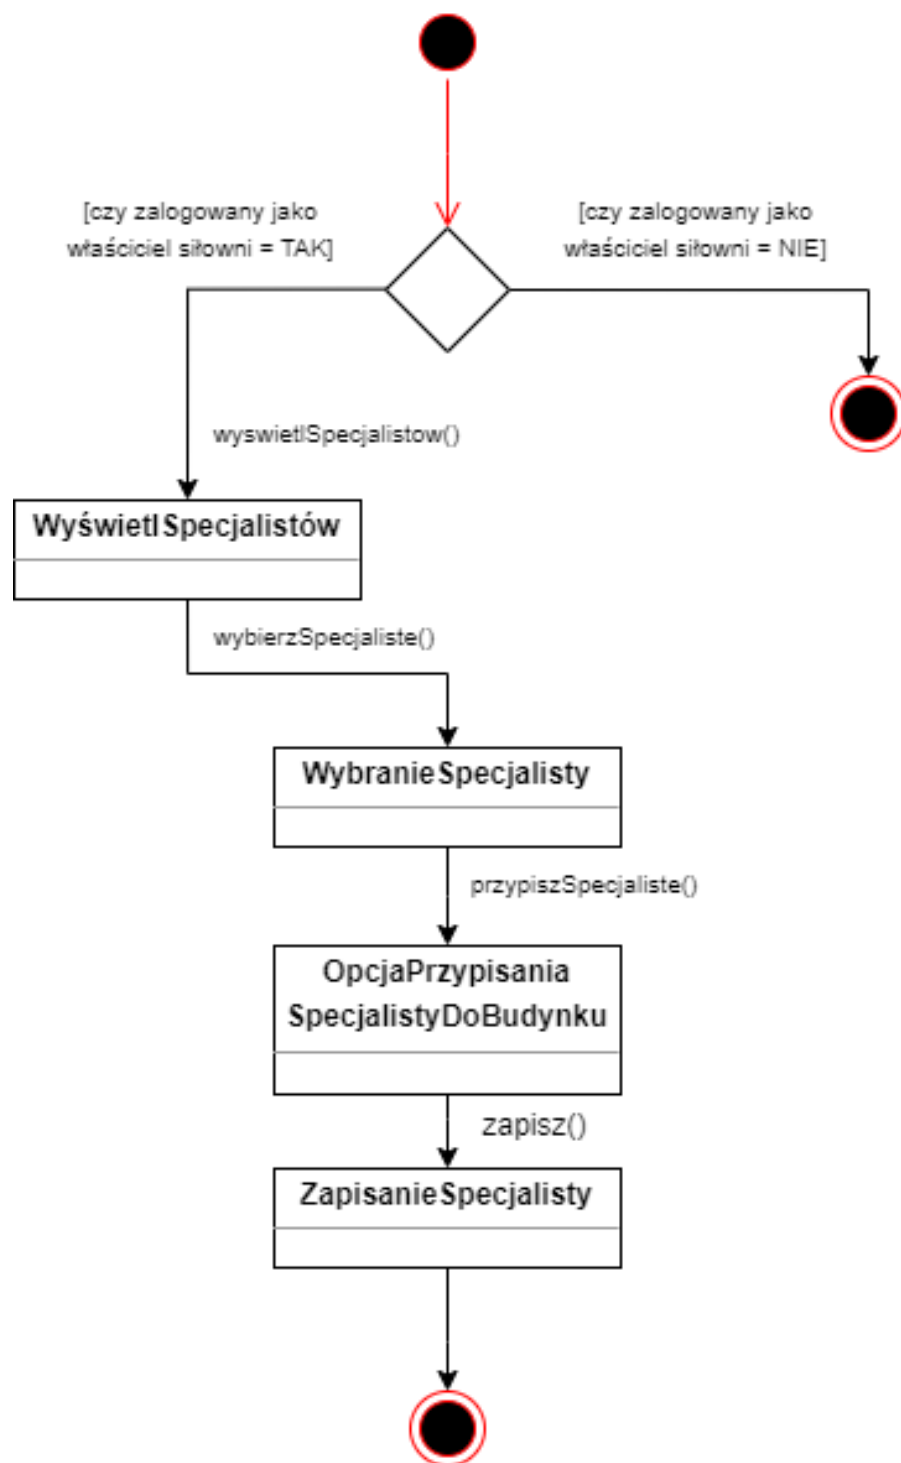 [czy zalogowany jako
właściciel siłowni = TAK]
[czy zalogowany jako
właściciel siłowni = NIE]
wyswietlSpecjalistow()
WyświetlSpecjalistów
wybierzSpecjaliste()
WybranieSpecjalisty
przypiszSpecjaliste()
OpcjaPrzypisania
SpecjalistyDoBudynku
zapisz()
ZapisanieSpecjalisty